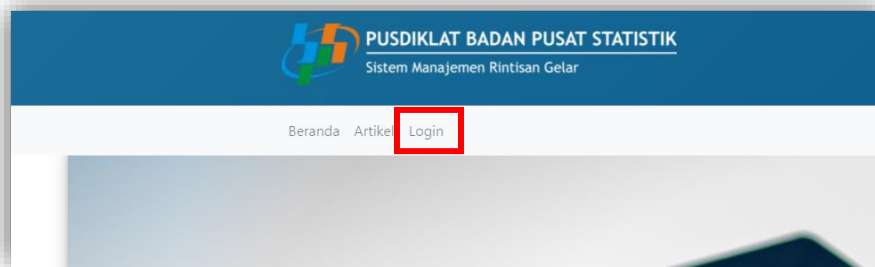 PUSDIKLAT BADAN PUSAT STATISTIK
Sistem Manajemen Rintisan Gelar
Beranda Artikel Login